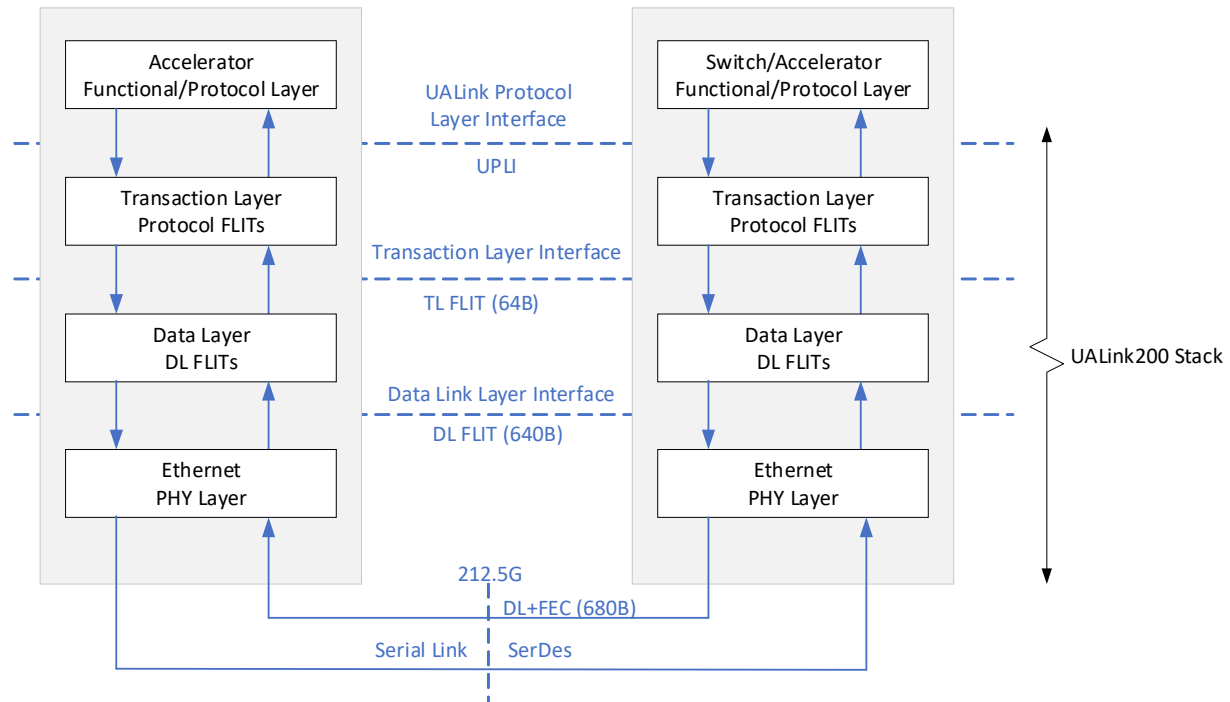 Accelerator
Functional/Protocol Layer
Switch/Accelerator
Functional/Protocol Layer
UALink Protocol
Layer Interface
UPLI
Transaction Layer
Protocol FLITs
Transaction Layer
Protocol FLITs
Transaction Layer Interface
TL FLIT (64B)
Data Layer
DL FLITs
Data Layer
DL FLITs
UALink200 Stack
Data Link Layer Interface
DL FLIT (640B)
Ethernet
PHY Layer
Ethernet
PHY Layer
212.5G
DL+FEC (680B)
Serial Link
SerDes